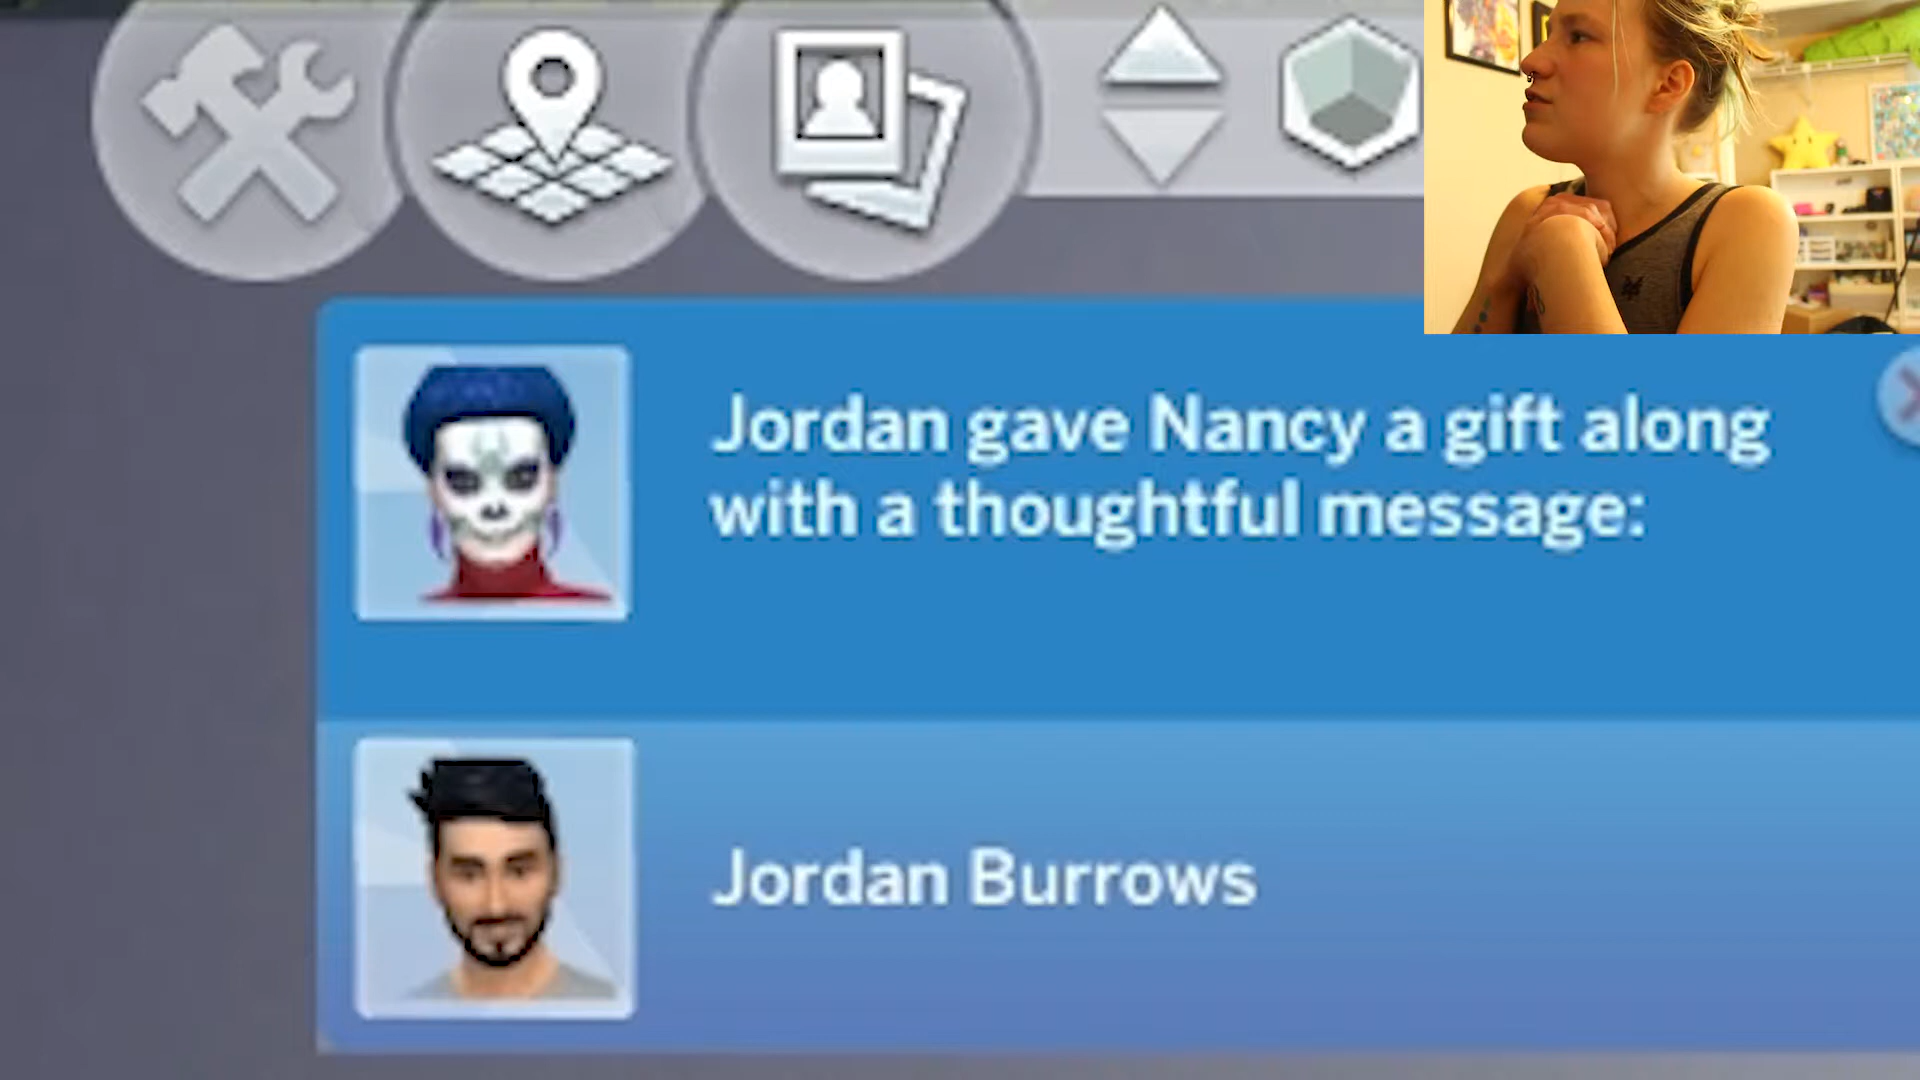 Jordan gave Nancy a gift along
with a thoughtful message:
Jordan Burrows